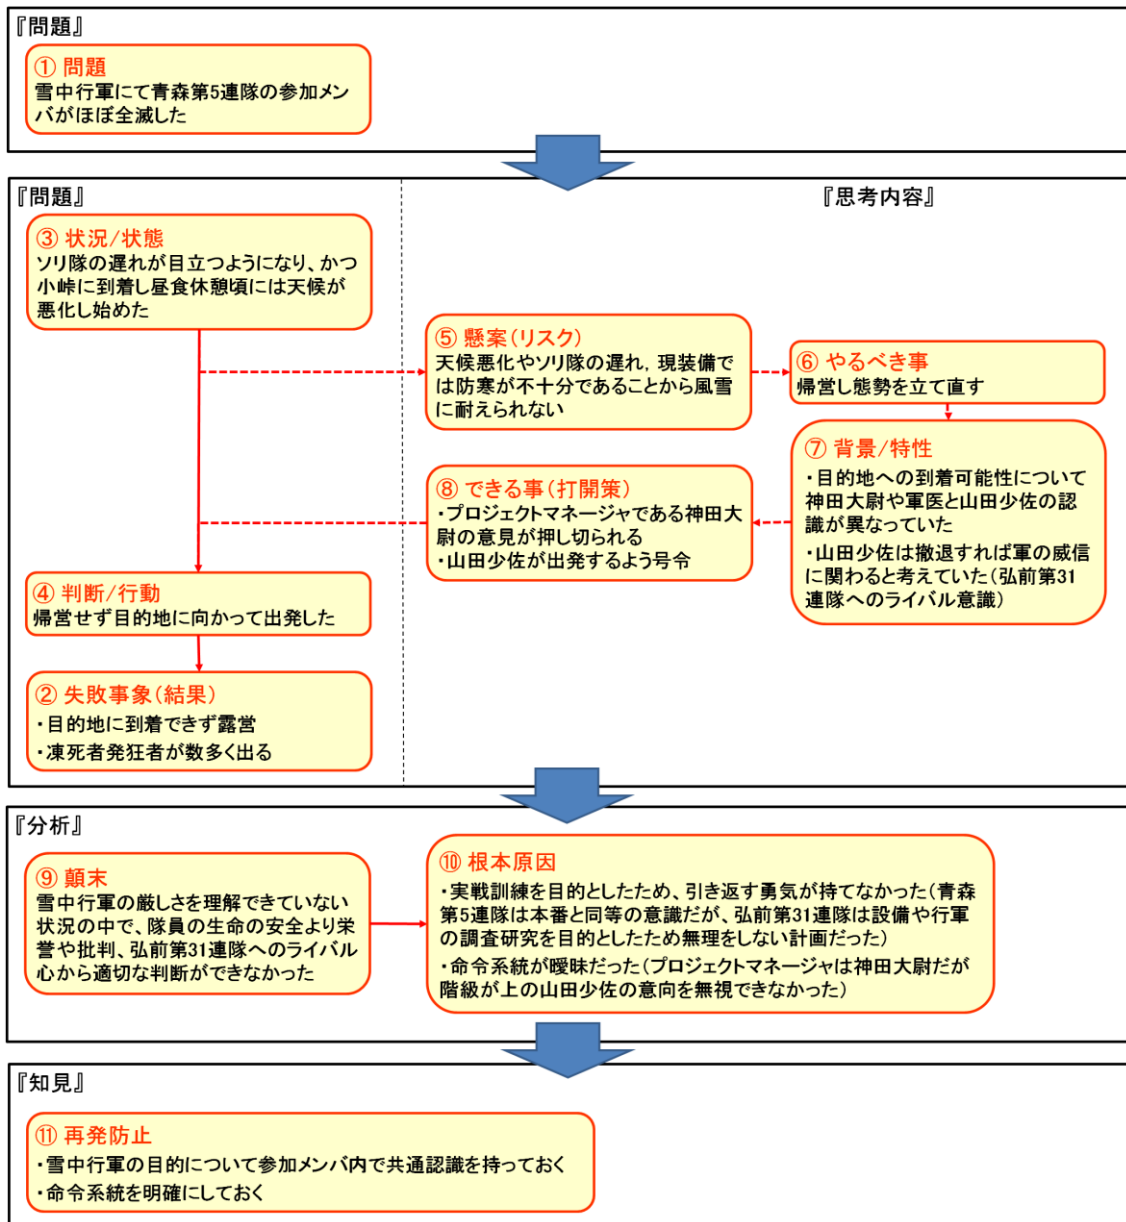 『問題』
① 問題
雪中行軍にて青森第5連隊の参加メン
バがほぼ全滅した
『問題』
『思考内容』
③ 状況/状態
ソリ隊の遅れが目立つようになり、かつ
小峠に到着し昼食休憩頃には天候が
悪化し始めた
⑤ 懸案(リスク)
天候悪化やソリ隊の遅れ, 現装備で
は防寒が不十分であることから風雪
に耐えられない
⑥ やるべき事
帰営し態勢を立て直す
⑦ 背景/特性
・目的地への到着可能性について
神田大尉や軍医と山田少佐の認
識が異なっていた
・山田少佐は撤退すれば軍の威信
に関わると考えていた(弘前第31
連隊へのライバル意識)
⑧ できる事(打開策)
・プロジェクトマネージャである神田大
尉の意見が押し切られる
・山田少佐が出発するよう号令
④ 判断/行動
帰営せず目的地に向かって出発した
② 失敗事象(結果)
・目的地に到着できず露営
・凍死者発狂者が数多く出る
『分析』
⑨ 顛末
雪中行軍の厳しさを理解できていない
状況の中で、隊員の生命の安全より栄
誉や批判、弘前第31連隊へのライバル
心から適切な判断ができなかった
⑩ 根本原因
・実戦訓練を目的としたため、引き返す勇気が持てなかった(青森
第5連隊は本番と同等の意識だが、弘前第31連隊は設備や行軍
の調査研究を目的としたため無理をしない計画だった)
・命令系統が曖昧だった(プロジェクトマネージャは神田大尉だが
階級が上の山田少佐の意向を無視できなかった)
『知見』
⑪ 再発防止
・雪中行軍の目的について参加メンバ内で共通認識を持っておく
・命令系統を明確にしておく